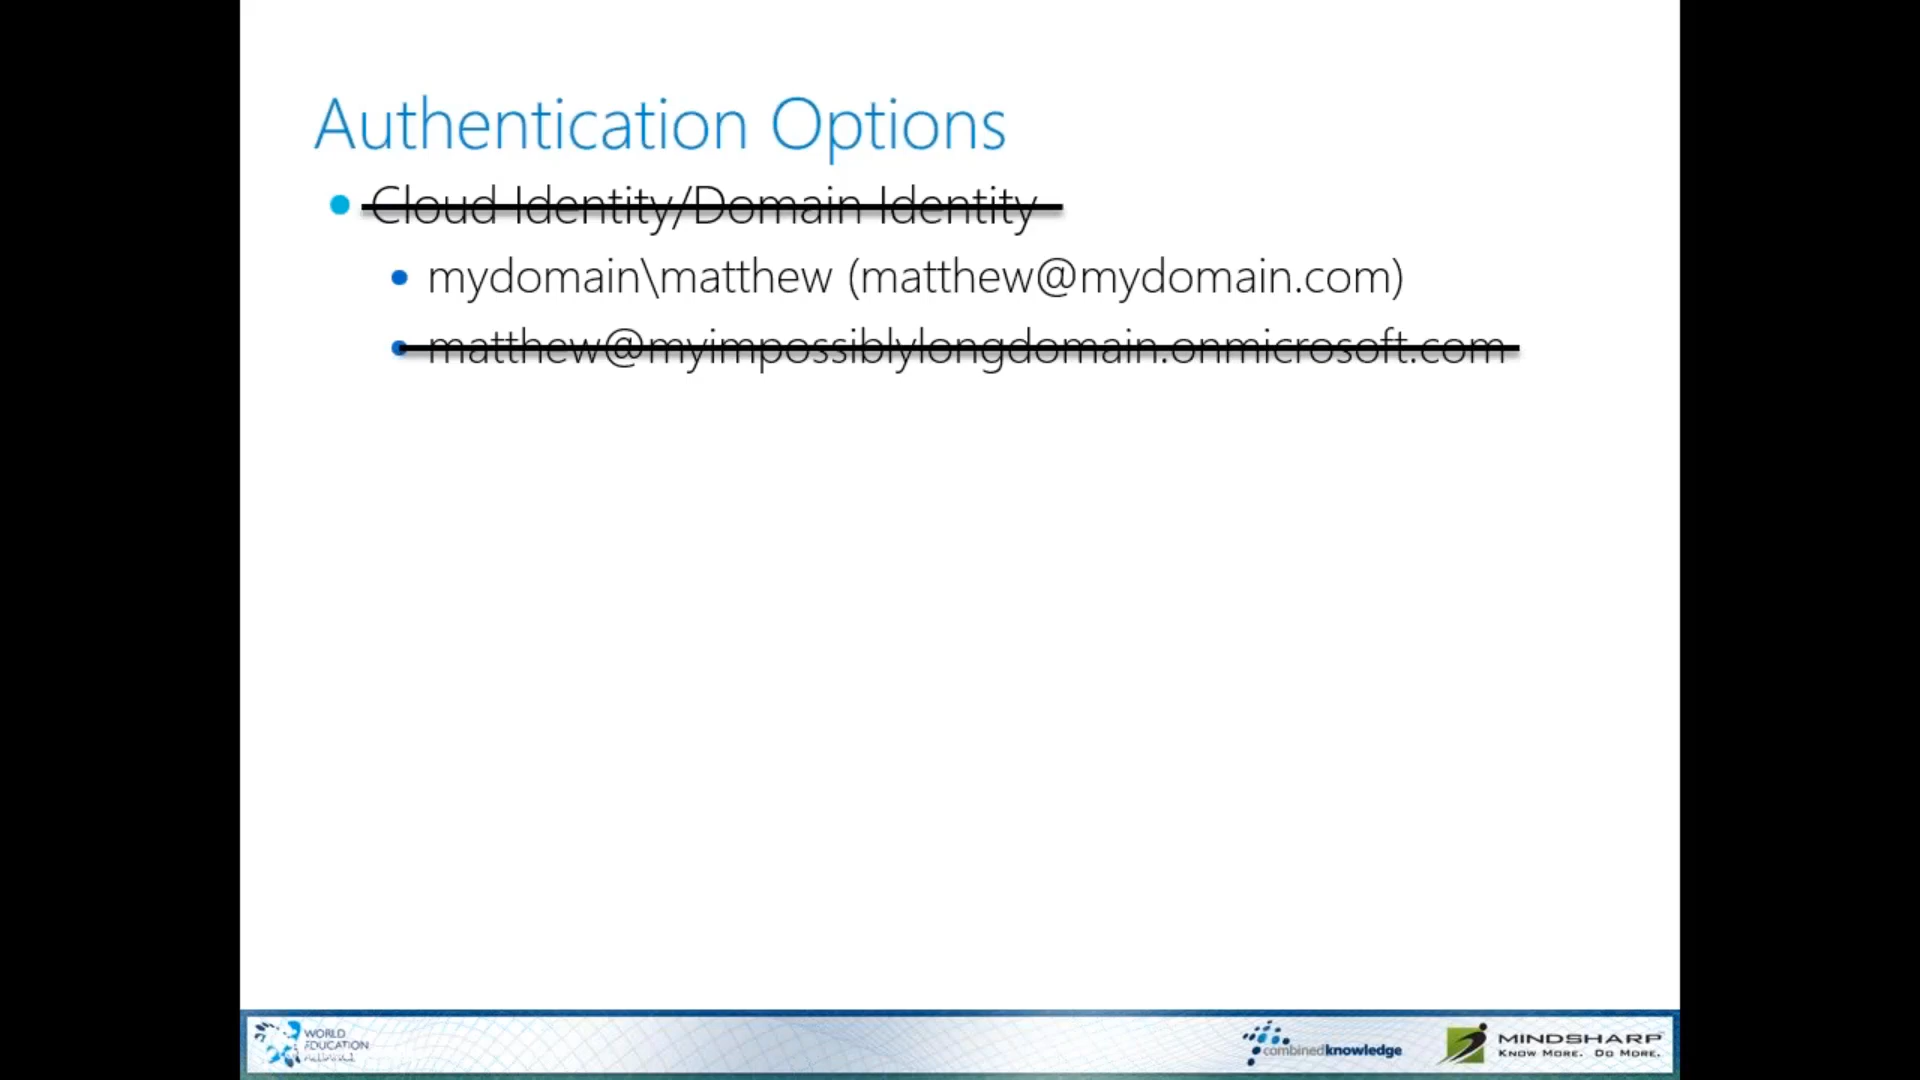 Authentication Options
Cloud Identity/Domain Identity
mydomain\matthew (matthew@mydomain.com)
matthew@myimpossiblylongdomain.onmicrosoft.com
WORLD
EDUCATION
ALLIANCE
combinedknowledge
MINDSHARP
KNOW MORE. DO MORE.